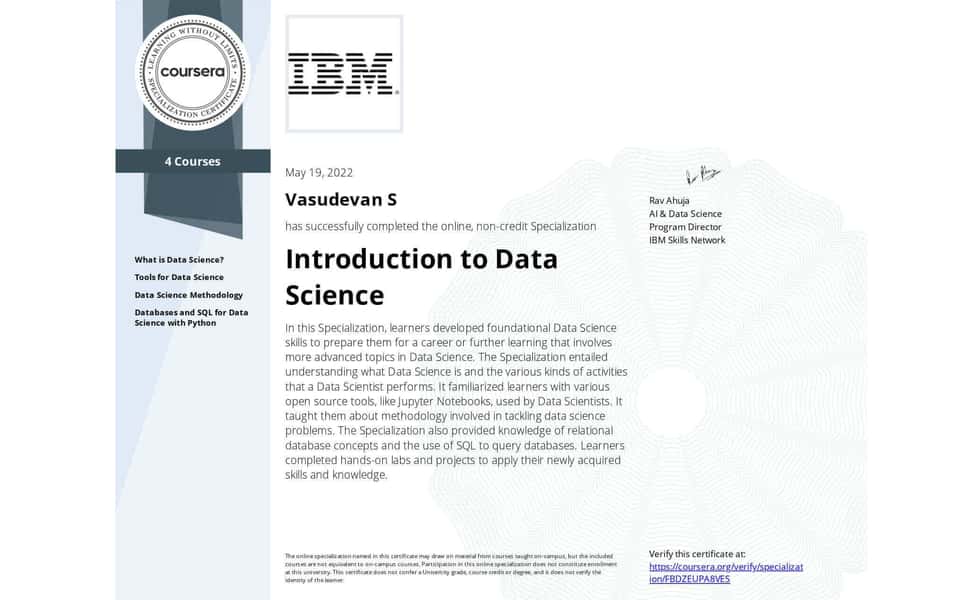 LEARNING WITHOUT LIMITS
coursera
SPECIALIZATION CERTIFICATE
4 Courses
What is Data Science?
Tools for Data Science
Data Science Methodology
Databases and SQL for Data
Science with Python
IBM
May 19, 2022
Vasudevan S
has successfully completed the online, non-credit Specialization
Introduction to Data
Science
In this Specialization, learners developed foundational Data Science
skills to prepare them for a career or further learning that involves
more advanced topics in Data Science. The Specialization entailed
understanding what Data Science is and the various kinds of activities
that a Data Scientist performs. It familiarized learners with various
open source tools, like Jupyter Notebooks, used by Data Scientists. It
taught them about methodology involved in tackling data science
problems. The Specialization also provided knowledge of relational
database concepts and the use of SQL to query databases. Learners
completed hands-on labs and projects to apply their newly acquired
skills and knowledge.
Rav Ahuja
AI & Data Science
Program Director
IBM Skills Network
The online specialization named in this certificate may draw on material from courses taught on-campus, but the included
courses are not equivalent to on-campus courses. Participation in this online specialization does not constitute enrollment
at this university. This certificate does not confer a University grade, course credit or degree, and it does not verify the
identity of the learner.
Verify this certificate at:
https://coursera.org/verify/specializat
ion/FBDZEUPA8VES